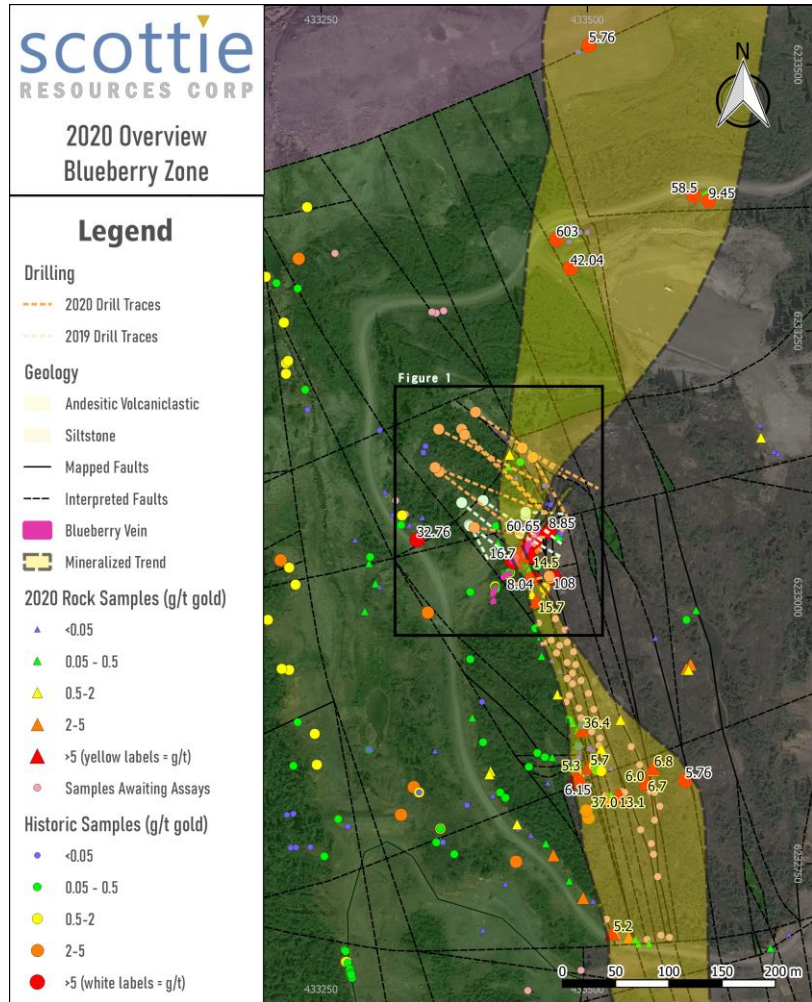 scottie
RESOURCES CORP
2020 Overview
Blueberry Zone
Legend
Drilling
2020 Drill Traces
2019 Drill Traces
Geology
Andesitic Volcaniclastic
Siltstone
Mapped Faults
Interpreted Faults
Blueberry Vein
Mineralized Trend
2020 Rock Samples (g/t gold)
<0.05
0.05 - 0.5
0.5-2
2-5
>5 (yellow labels = g/t)
Samples Awaiting Assays
Historic Samples (g/t gold)
<0.05
0.05 - 0.5
0.5-2
2-5
>5 (white labels = g/t)
433250
433500
N
6233500
5.76
58.5
9.45
603
42.04
6233250
Figure 1
32.76
60.65
8.85
16.7
14.5
8.04
108
15.7
6233000
36.4
5.3
5.7
6.8
6.0
5.76
6.15
6.7
37.0
13.1
6232750
5.2
0 50 100 150 200 m
433250
433500